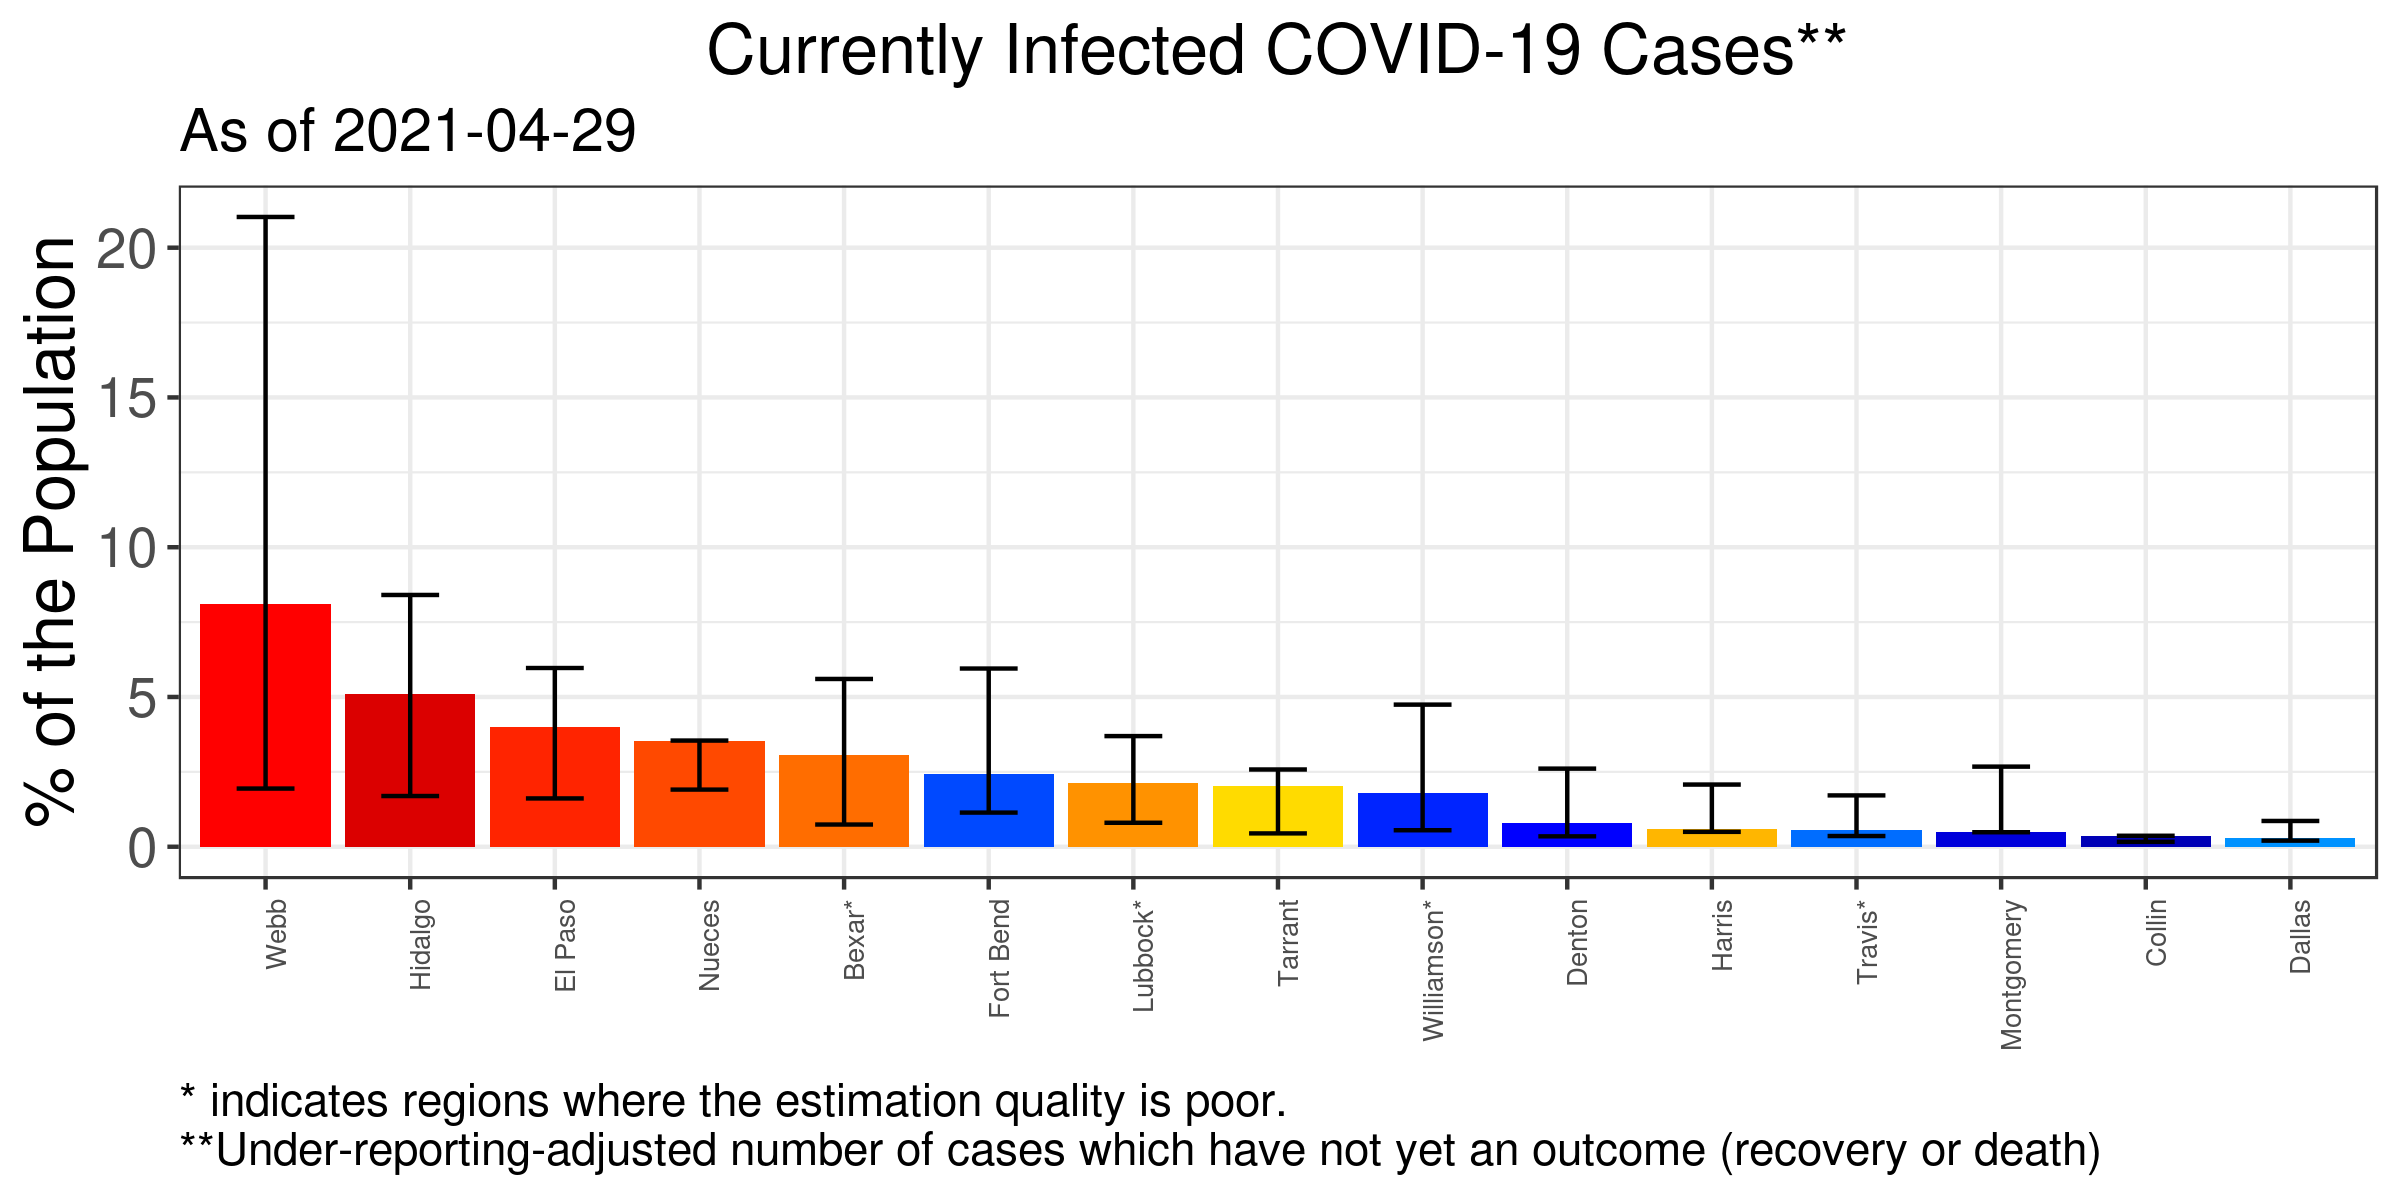 Currently Infected COVID-19 Cases**
As of 2021-04-29
% of the Population
20
15
10
5
0
Webb
Hidalgo
El Paso
Nueces
Bexar*
Fort Bend
Lubbock*
Tarrant
Williamson*
Denton
Harris
Travis*
Montgomery
Collin
Dallas
* indicates regions where the estimation quality is poor.
**Under-reporting-adjusted number of cases which have not yet an outcome (recovery or death)